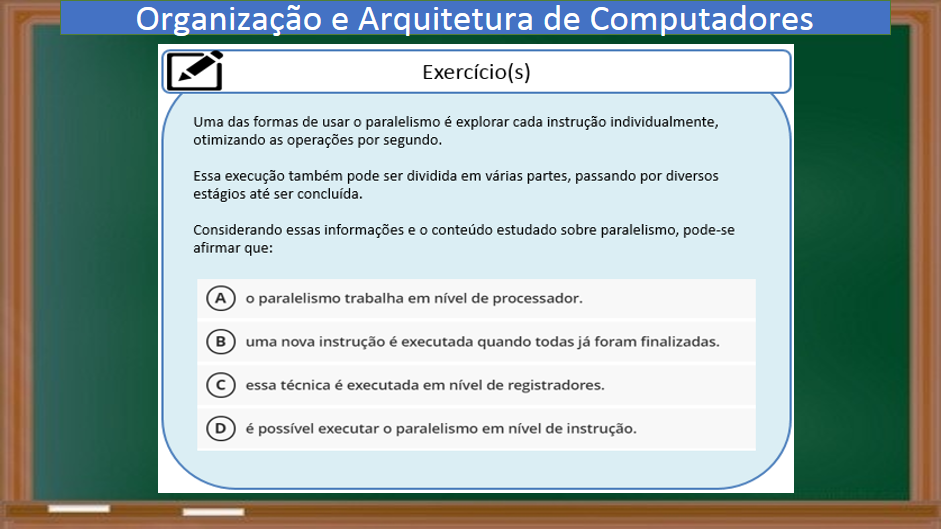 Organização e Arquitetura de Computadores
Exercício(s)
Uma das formas de usar o paralelismo é explorar cada instrução individualmente,
otimizando as operações por segundo.
Essa execução também pode ser dividida em várias partes, passando por diversos
estágios até ser concluída.
Considerando essas informações e o conteúdo estudado sobre paralelismo, pode-se
afirmar que:
A o paralelismo trabalha em nível de processador.
B uma nova instrução é executada quando todas já foram finalizadas.
C essa técnica é executada em nível de registradores.
D é possível executar o paralelismo em nível de instrução.